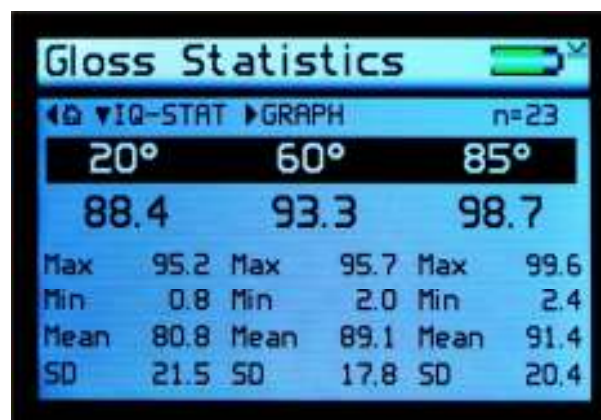 Gloss Statistics
◀⌂ ▼IQ-STAT ▶GRAPH n=23
20° 60° 85°
88.4 93.3 98.7
Max 95.2 Max 95.7 Max 99.6
Min 0.8 Min 2.0 Min 2.4
Mean 80.8 Mean 89.1 Mean 91.4
SD 21.5 SD 17.8 SD 20.4